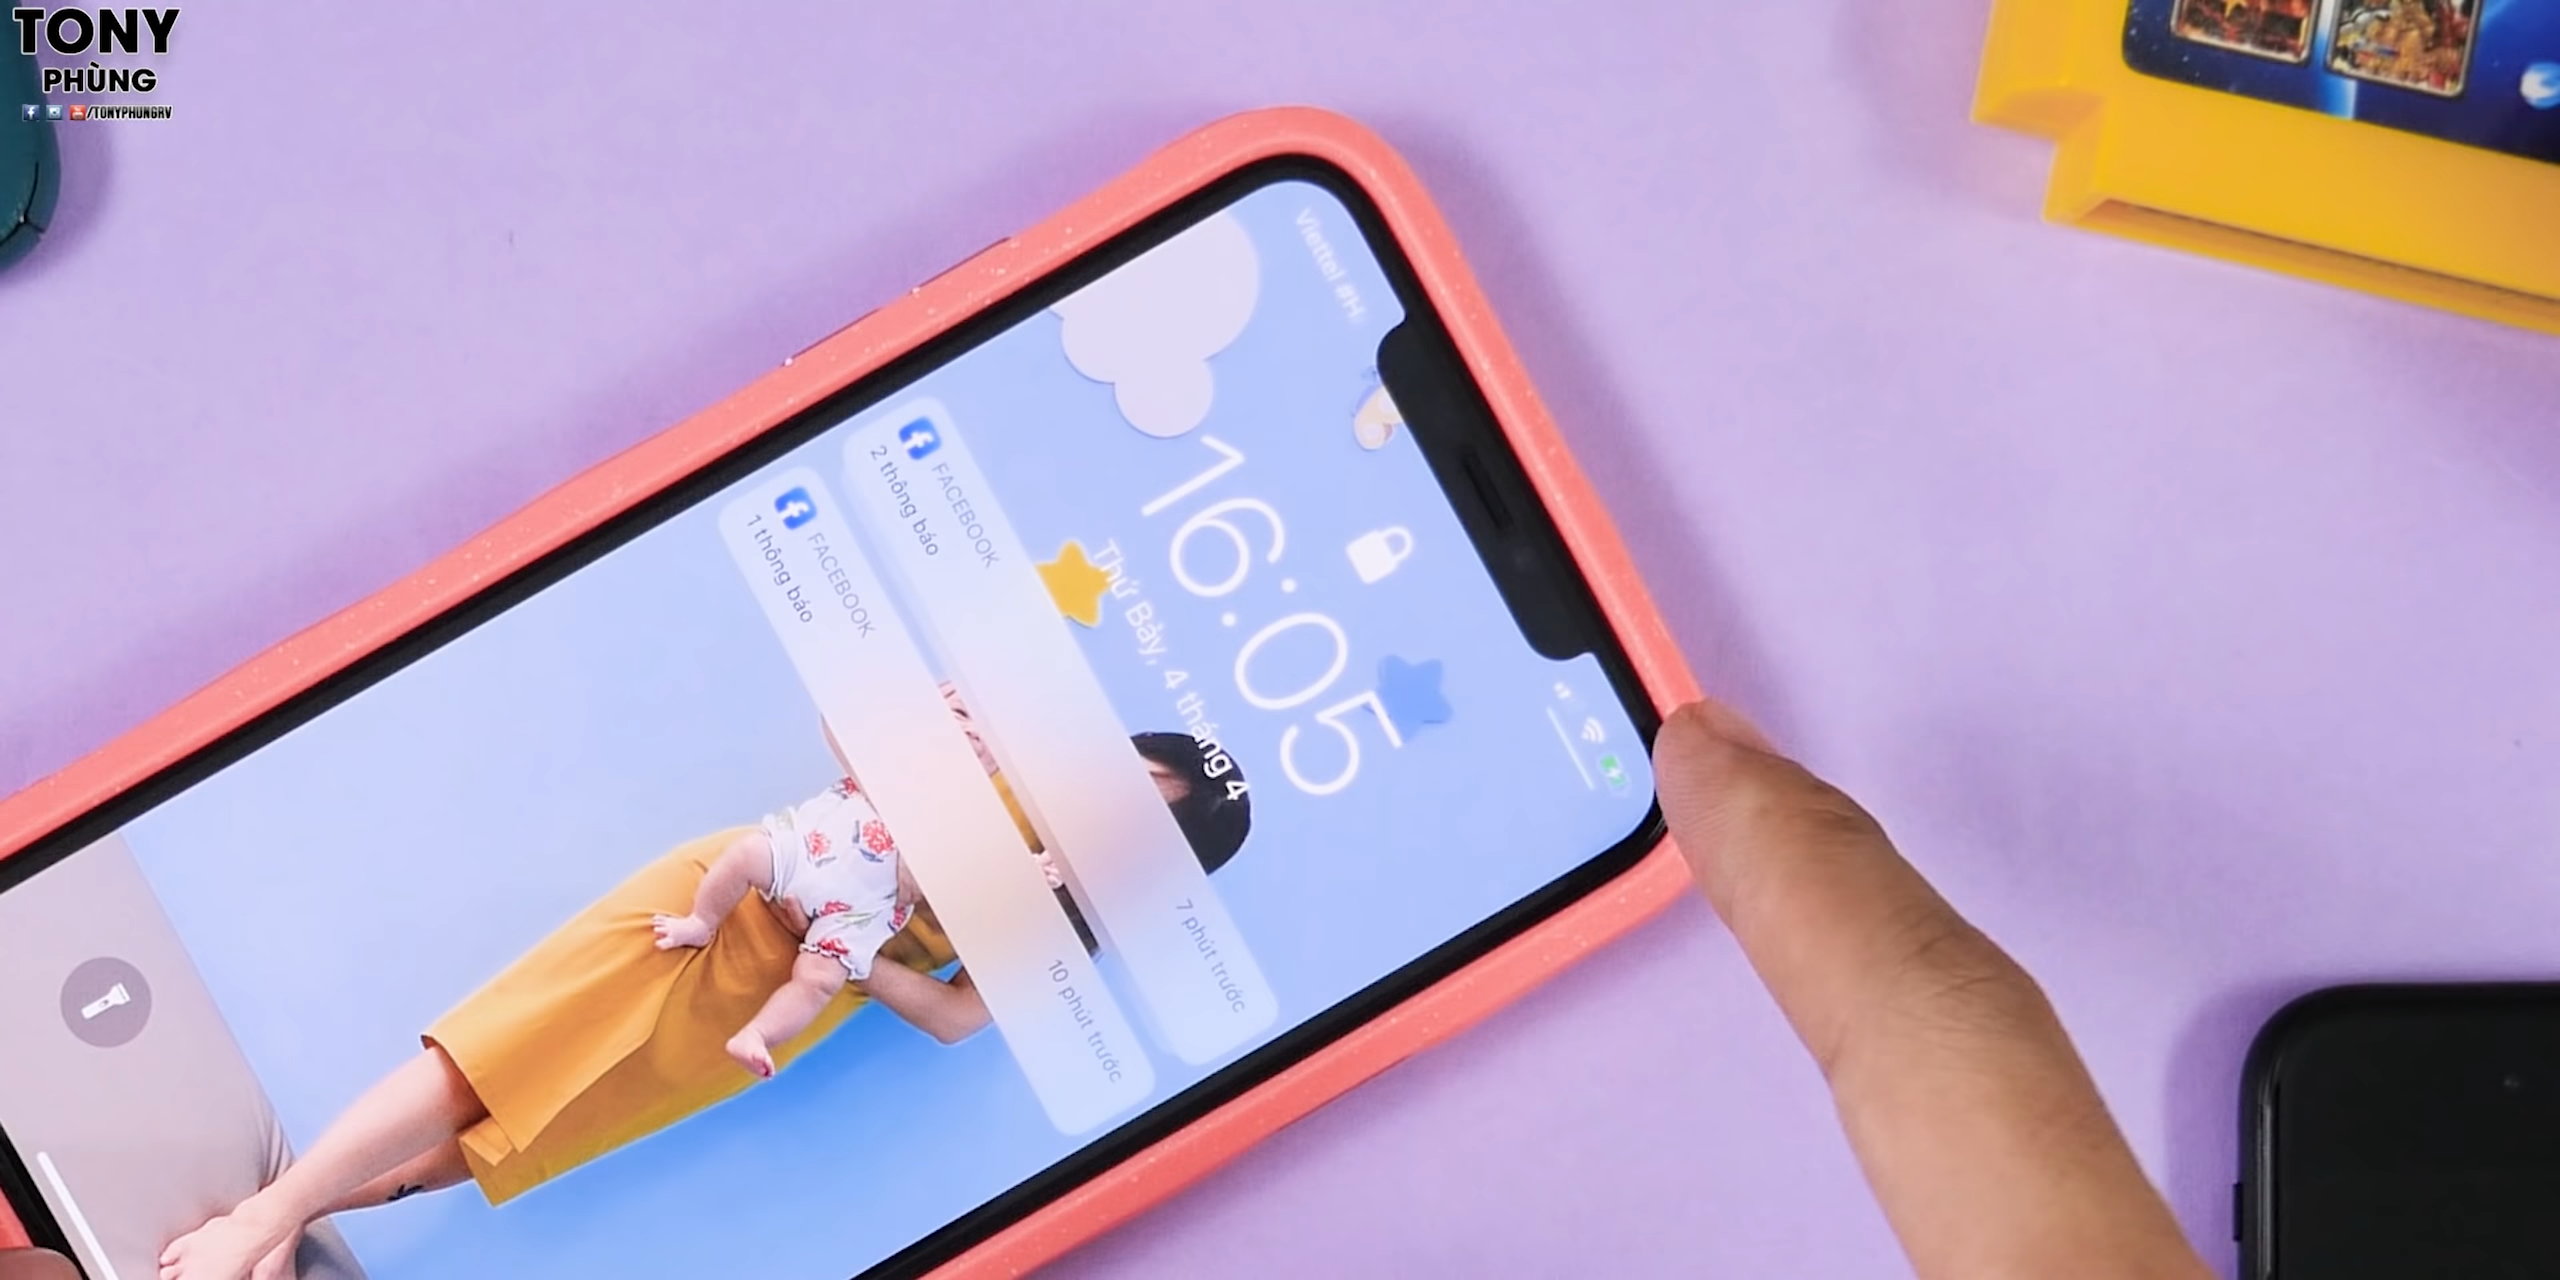 TONY
PHÙNG
/TONYPHUNGRV
Viettel #H
16:05
Thứ Bảy, 4 tháng 4
FACEBOOK
7 phút trước
2 thông báo
FACEBOOK
10 phút trước
1 thông báo